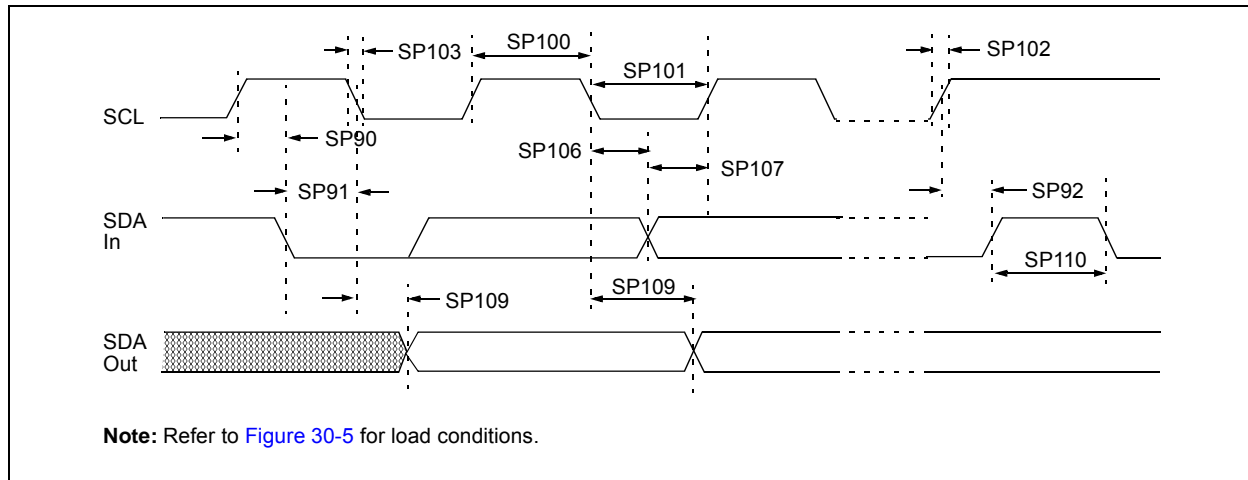 SP103
SP100
SP101
SP102
SCL
SP90
SP106
SP107
SP91
SP92
SDA
In
SP110
SP109
SP109
SDA
Out
Note: Refer to Figure 30-5 for load conditions.